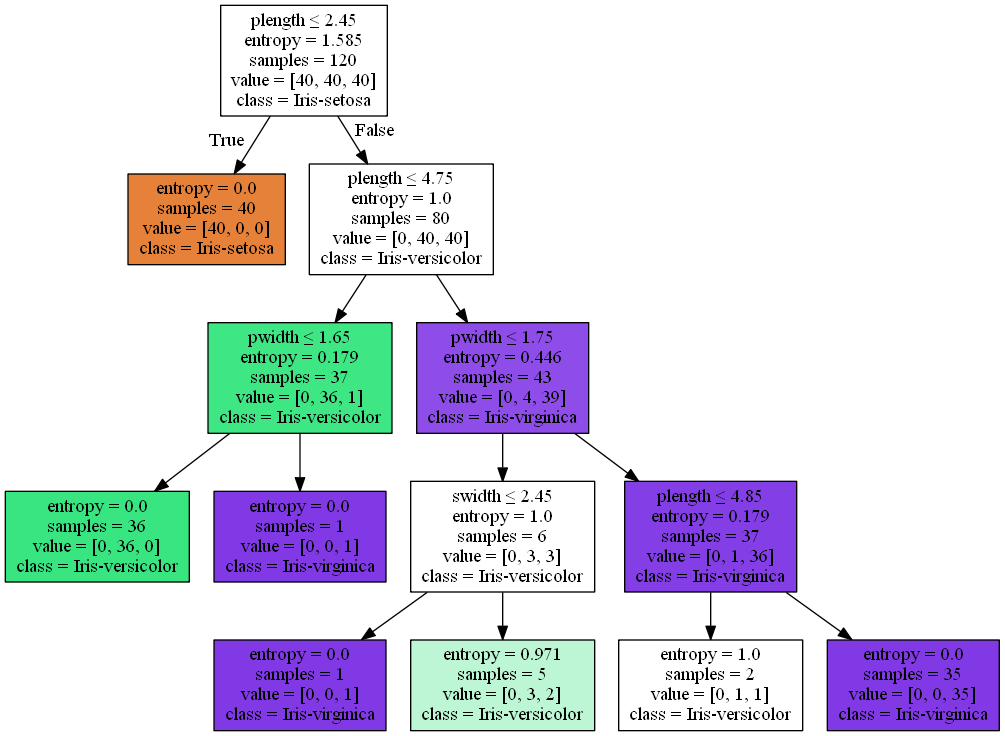 plength ≤ 2.45
entropy = 1.585
samples = 120
value = [40, 40, 40]
class = Iris-setosa
True
False
entropy = 0.0
samples = 40
value = [40, 0, 0]
class = Iris-setosa
plength ≤ 4.75
entropy = 1.0
samples = 80
value = [0, 40, 40]
class = Iris-versicolor
pwidth ≤ 1.65
entropy = 0.179
samples = 37
value = [0, 36, 1]
class = Iris-versicolor
pwidth ≤ 1.75
entropy = 0.446
samples = 43
value = [0, 4, 39]
class = Iris-virginica
entropy = 0.0
samples = 36
value = [0, 36, 0]
class = Iris-versicolor
entropy = 0.0
samples = 1
value = [0, 0, 1]
class = Iris-virginica
swidth ≤ 2.45
entropy = 1.0
samples = 6
value = [0, 3, 3]
class = Iris-versicolor
plength ≤ 4.85
entropy = 0.179
samples = 37
value = [0, 1, 36]
class = Iris-virginica
entropy = 0.0
samples = 1
value = [0, 0, 1]
class = Iris-virginica
entropy = 0.971
samples = 5
value = [0, 3, 2]
class = Iris-versicolor
entropy = 1.0
samples = 2
value = [0, 1, 1]
class = Iris-versicolor
entropy = 0.0
samples = 35
value = [0, 0, 35]
class = Iris-virginica